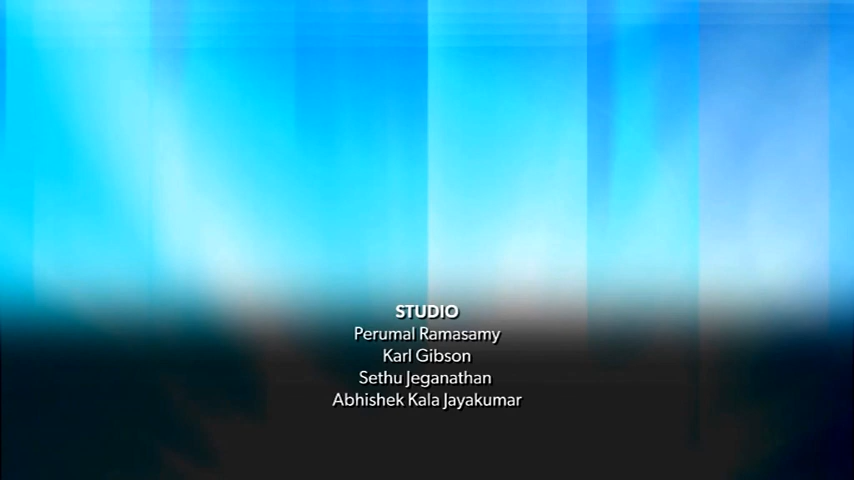 STUDIO
Perumal Ramasamy
Karl Gibson
Sethu Jeganathan
Abhishek Kala Jayakumar